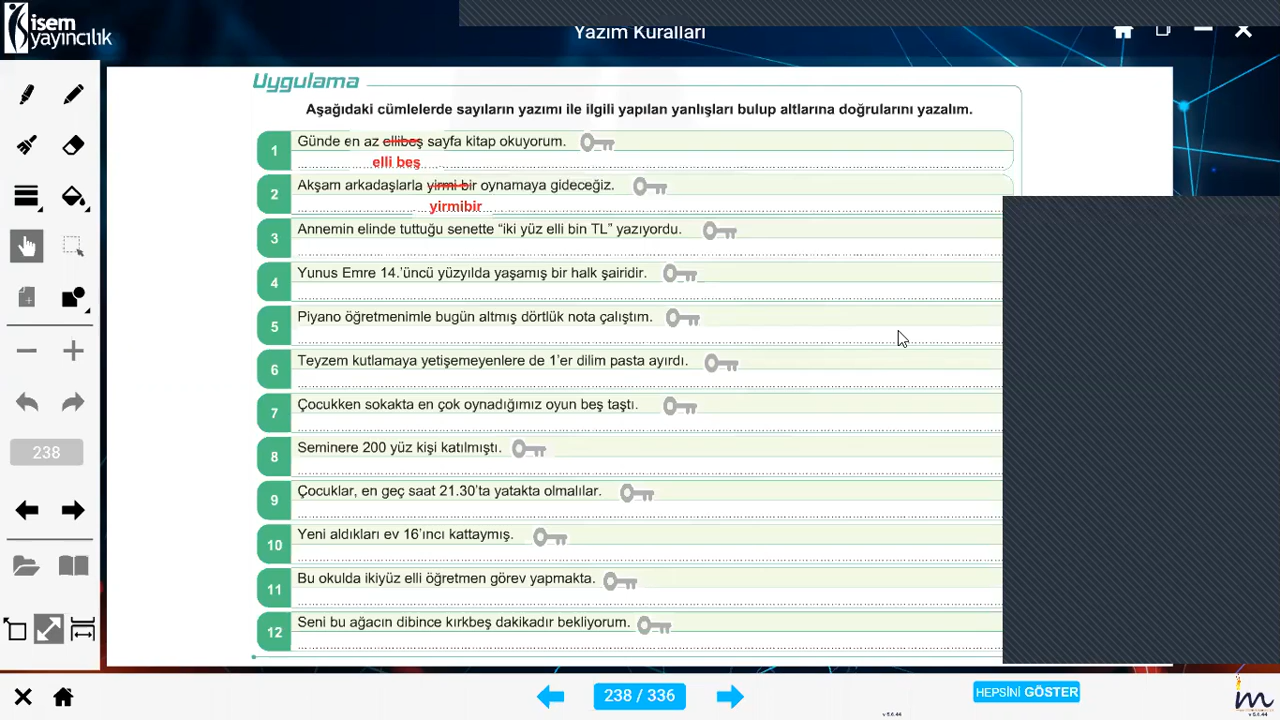 isem
yayıncılık
Yazım Kuralları
Uygulama
Aşağıdaki cümlelerde sayıların yazımı ile ilgili yapılan yanlışları bulup altlarına doğrularını yazalım.
1 Günde en az ellibeş sayfa kitap okuyorum.
elli beş
2 Akşam arkadaşlarla yirmi bir oynamaya gideceğiz.
yirmibir
3 Annemin elinde tuttuğu senette “iki yüz elli bin TL” yazıyordu.
4 Yunus Emre 14.’üncü yüzyılda yaşamış bir halk şairidir.
5 Piyano öğretmenimle bugün altmış dörtlük nota çalıştım.
6 Teyzem kutlamaya yetişemeyenlere de 1’er dilim pasta ayırdı.
7 Çocukken sokakta en çok oynadığımız oyun beş taştı.
8 Seminere 200 yüz kişi katılmıştı.
9 Çocuklar, en geç saat 21.30’ta yatakta olmalılar.
10 Yeni aldıkları ev 16’ıncı kattaymış.
11 Bu okulda ikiyüz elli öğretmen görev yapmakta.
12 Seni bu ağacın dibince kırkbeş dakikadır bekliyorum.
238
238 / 336
HEPSİNİ GÖSTER
v 5.6.44
v 5.6.44